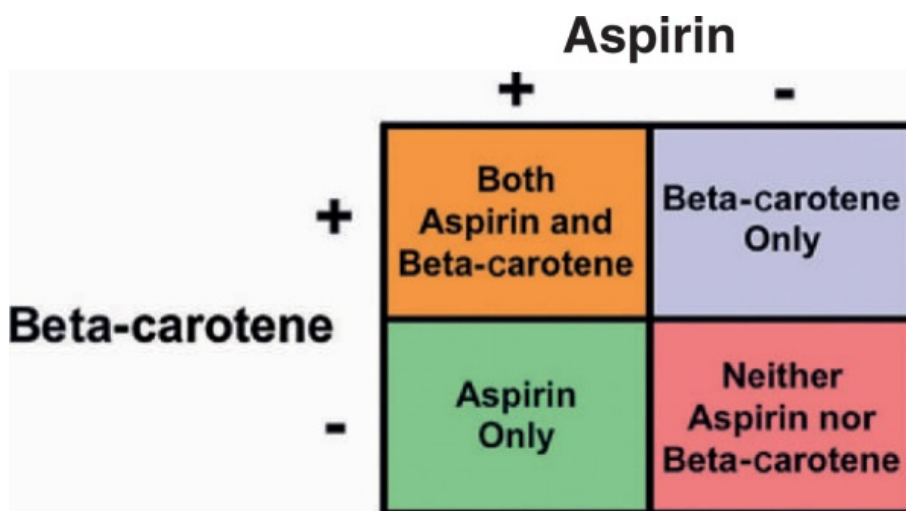 Aspirin
+ -
+
Both
Aspirin and
Beta-carotene
Beta-carotene
Only
Beta-carotene
-
Aspirin
Only
Neither
Aspirin nor
Beta-carotene